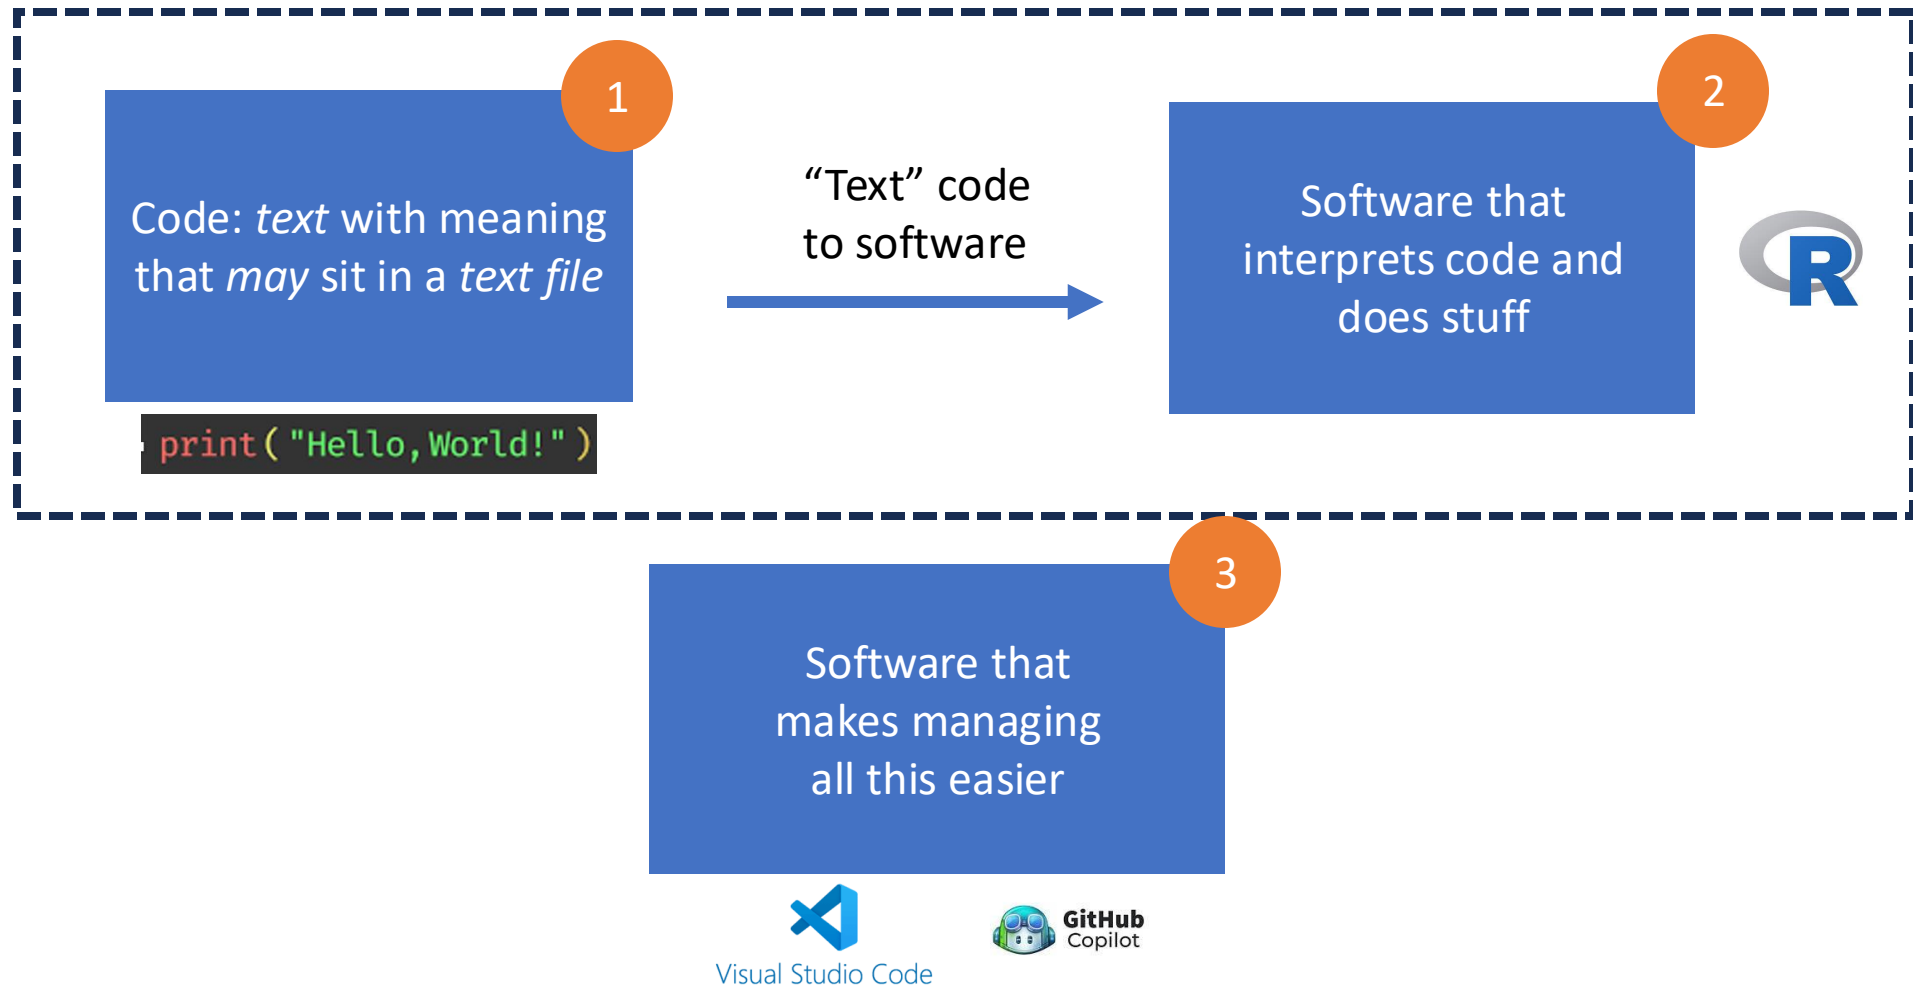 1
Code: text with meaning
that may sit in a text file
print("Hello,World!")
“Text” code
to software
2
Software that
interprets code and
does stuff
R
3
Software that
makes managing
all this easier
Visual Studio Code
GitHub
Copilot